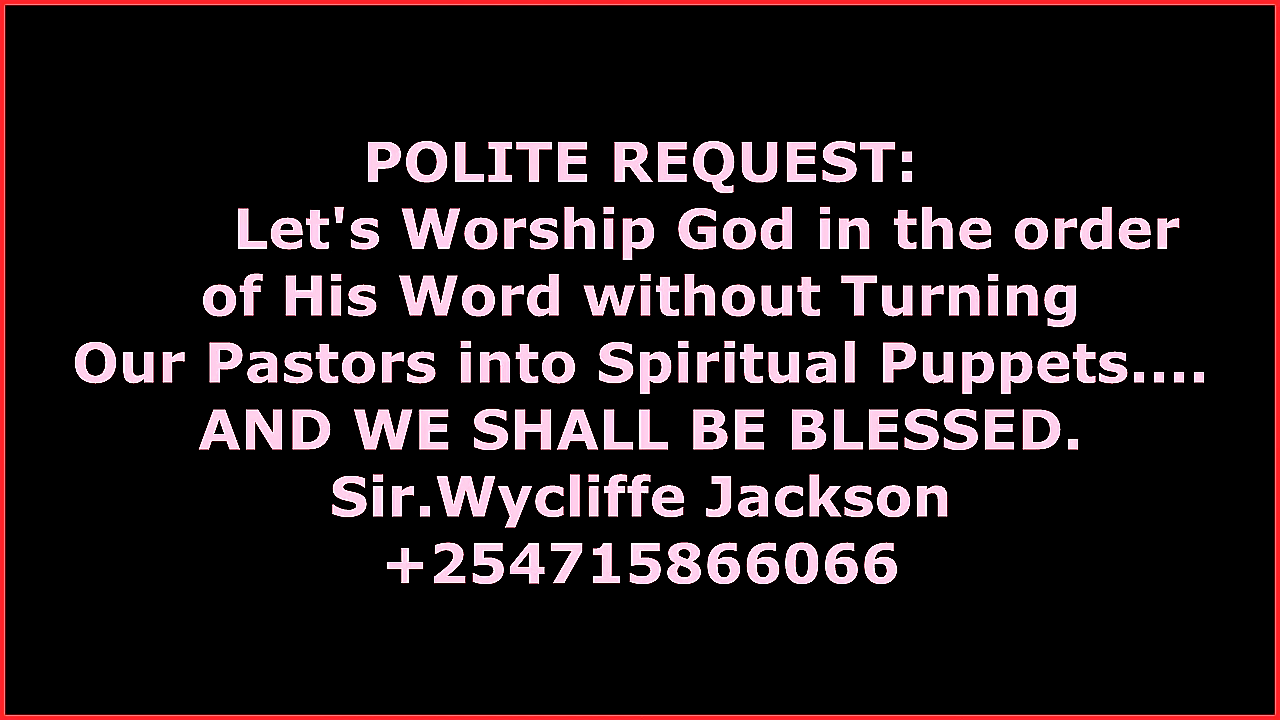 POLITE REQUEST:
Let's Worship God in the order
of His Word without Turning
Our Pastors into Spiritual Puppets....
AND WE SHALL BE BLESSED.
Sir.Wycliffe Jackson
+254715866066